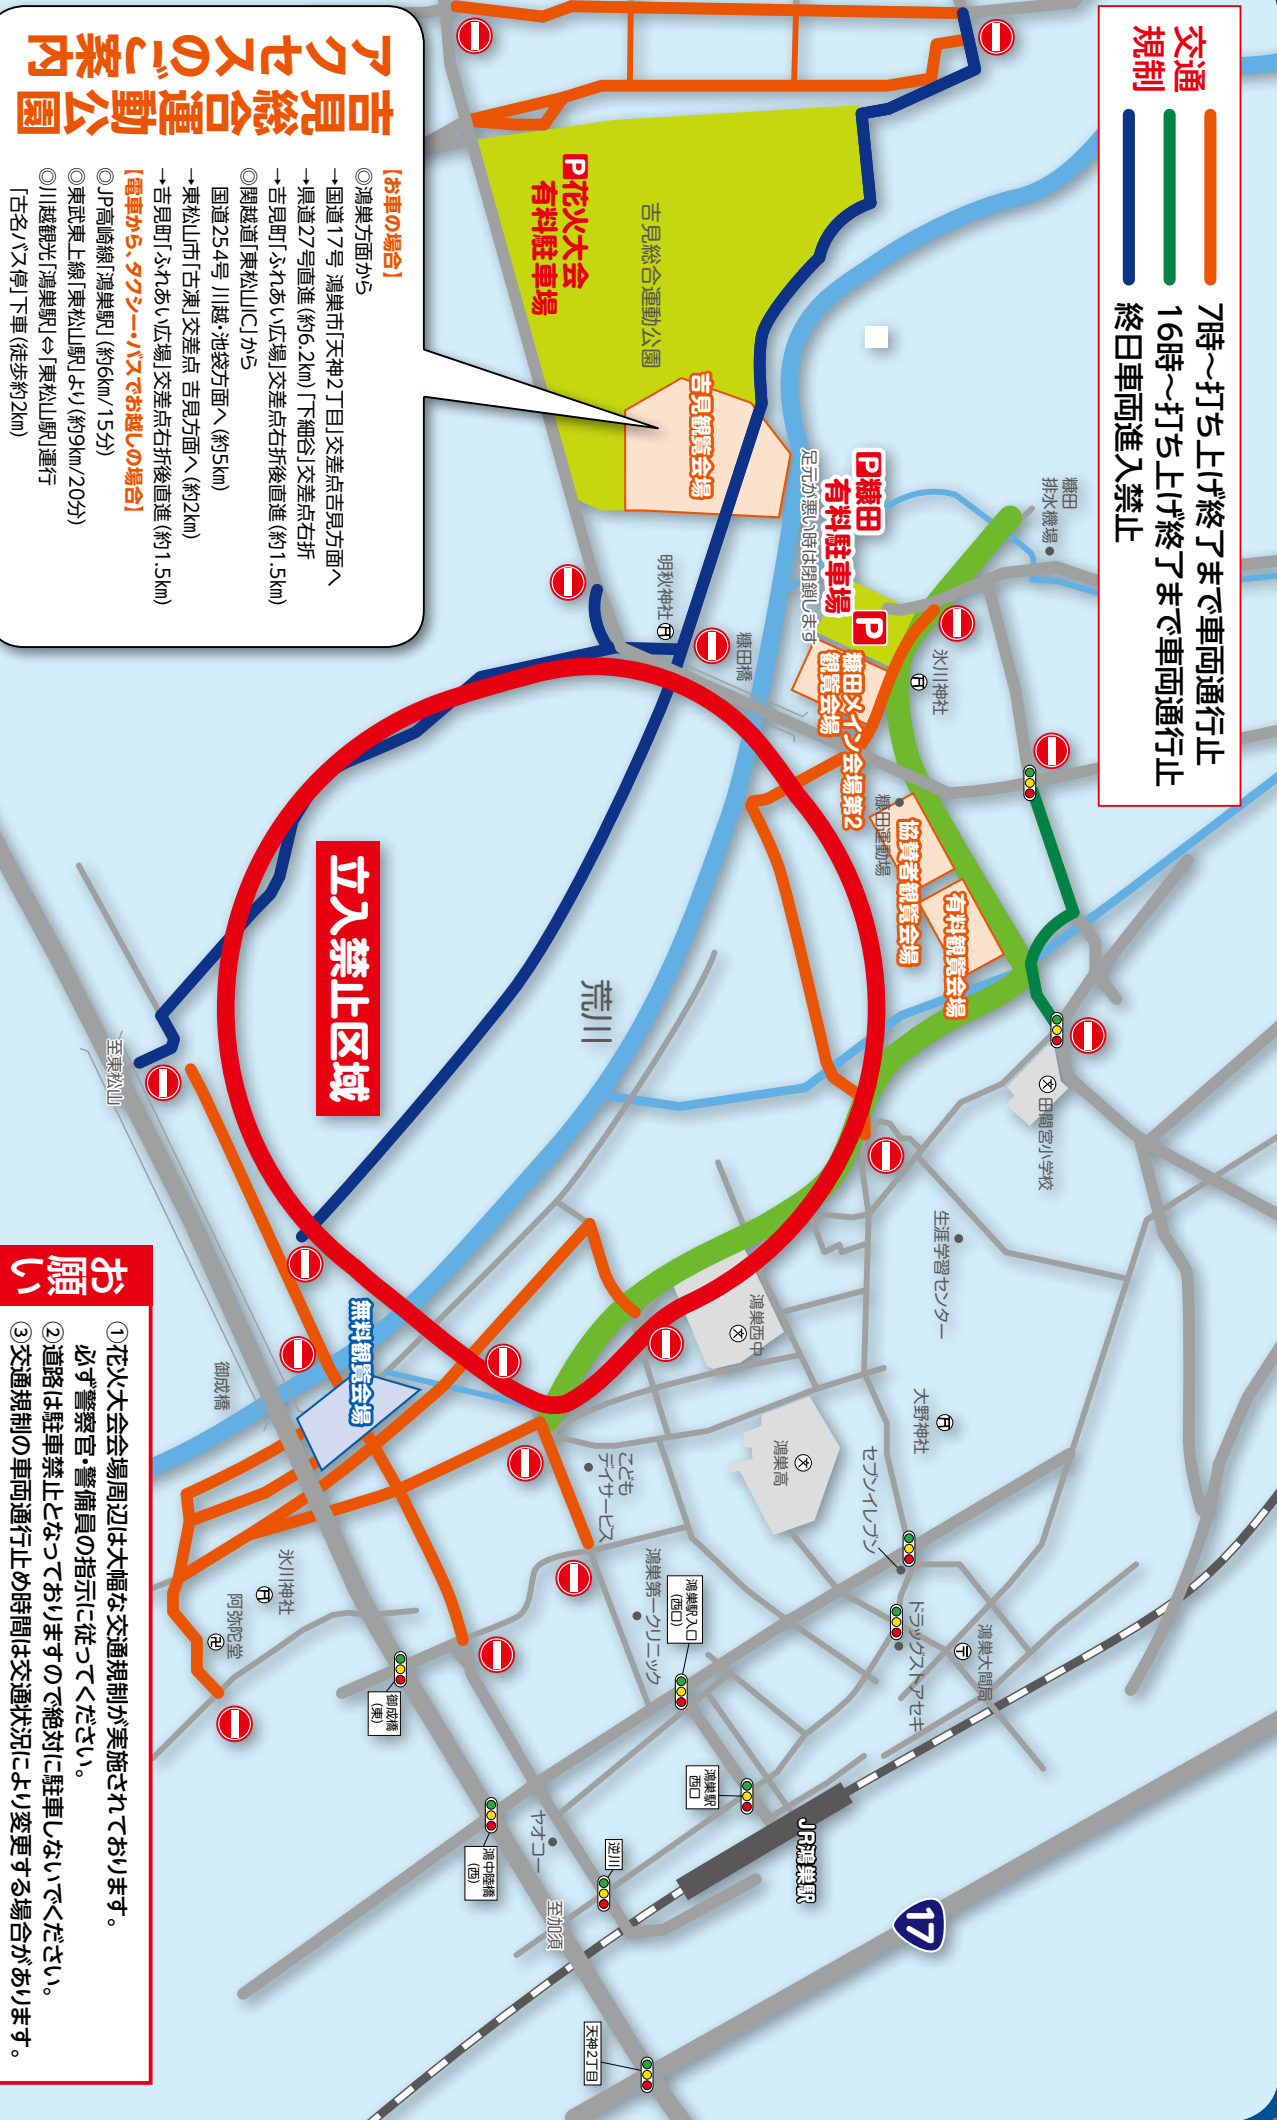 交通
規制
7時～打ち上げ終了まで車両通行止
16時～打ち上げ終了まで車両通行止
終日車両進入禁止
吉見総合運動公園
アクセスのご案内
【お車の場合】
◎鴻巣方面から
→国道17号 鴻巣市「天神2丁目」交差点吉見方面へ
→県道27号直進(約6.2km)「下細谷」交差点右折
→吉見町「ふれあい広場」交差点右折後直進(約1.5km)
◎関越道「東松山IC」から
国道254号 川越・池袋方面へ(約5km)
→東松山市「古凍」交差点 吉見方面へ(約2km)
→吉見町「ふれあい広場」交差点右折後直進(約1.5km)
【電車から、タクシー・バスでお越しの場合】
◎JP高崎線「鴻巣駅」(約6km/15分)
◎東武東上線「東松山駅」より(約9km/20分)
◎川越観光「鴻巣駅」⇔「東松山駅」運行
「古名バス停」下車(徒歩約2km)
P花火大会
有料駐車場
吉見総合運動公園
吉見観覧会場
P糠田
有料駐車場
足元が悪い時は閉鎖します
P
糠田
排水機場
氷川神社
明秋神社
糠田橋
糠田メイン会場第2
観覧会場
糠田運動場
協賛者観覧会場
有料観覧会場
立入禁止区域
荒川
文
田間宮小学校
至東松山
生涯学習センター
鴻巣西中
文
大野神社
鴻巣高
文
セブンイレブン
無料観覧会場
御成橋
こども
デイサービス
鴻巣第一クリニック
鴻巣駅入口
(西口)
ドラッグストアセキ
鴻巣大間局
氷川神社
阿弥陀堂
御成橋
(東)
鴻巣駅
西口
JR鴻巣駅
鴻中陸橋
(西)
ヤオコー
逆川
至加須
17
天神2丁目
お願い
①花火大会会場周辺は大幅な交通規制が実施されております。
必ず警察官・警備員の指示に従ってください。
②道路は駐車禁止となっておりますので絶対に駐車しないでください。
③交通規制の車両通行止め時間は交通状況により変更する場合があります。